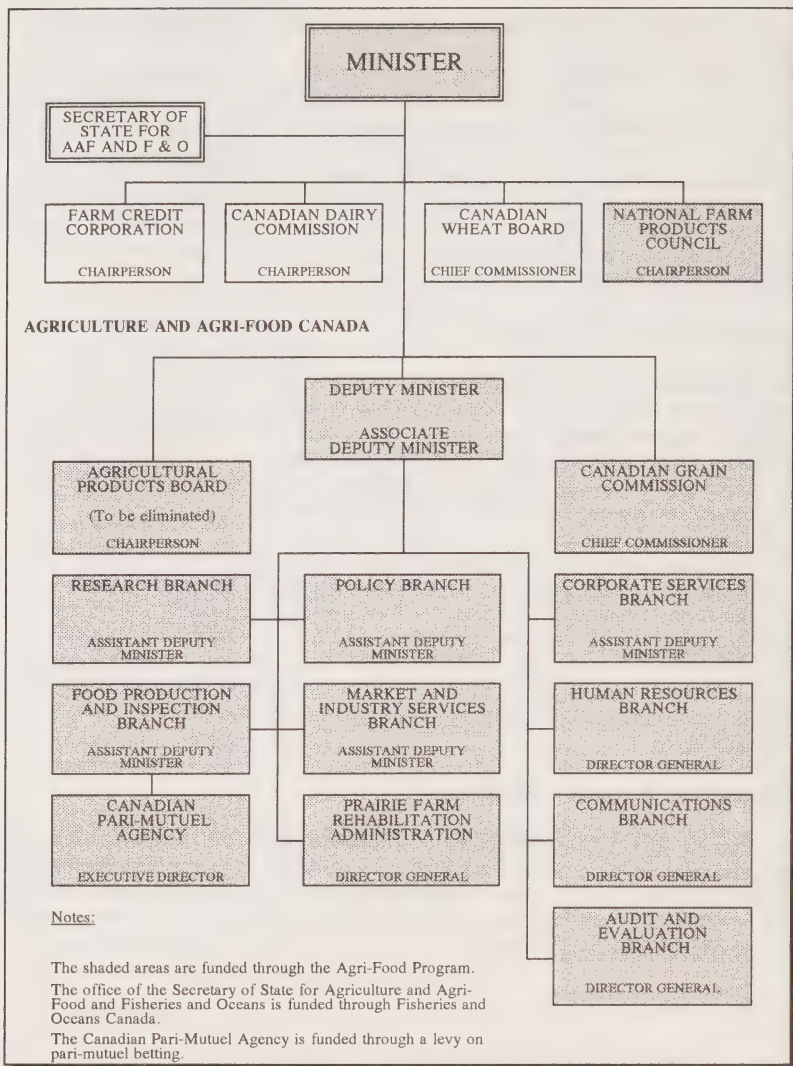 MINISTER
SECRETARY OF
STATE FOR
AAF AND F & O
FARM CREDIT
CORPORATION
CHAIRPERSON
CANADIAN DAIRY
COMMISSION
CHAIRPERSON
CANADIAN
WHEAT BOARD
CHIEF COMMISSIONER
NATIONAL FARM
PRODUCTS
COUNCIL
CHAIRPERSON
AGRICULTURE AND AGRI-FOOD CANADA
DEPUTY MINISTER
ASSOCIATE
DEPUTY MINISTER
AGRICULTURAL
PRODUCTS BOARD
(To be eliminated)
CHAIRPERSON
CANADIAN GRAIN
COMMISSION
CHIEF COMMISSIONER
RESEARCH BRANCH
ASSISTANT DEPUTY
MINISTER
POLICY BRANCH
ASSISTANT DEPUTY
MINISTER
CORPORATE SERVICES
BRANCH
ASSISTANT DEPUTY
MINISTER
FOOD PRODUCTION
AND INSPECTION
BRANCH
ASSISTANT DEPUTY
MINISTER
MARKET AND
INDUSTRY SERVICES
BRANCH
ASSISTANT DEPUTY
MINISTER
HUMAN RESOURCES
BRANCH
DIRECTOR GENERAL
CANADIAN
PARI-MUTUEL
AGENCY
EXECUTIVE DIRECTOR
PRAIRIE FARM
REHABILITATION
ADMINISTRATION
DIRECTOR GENERAL
COMMUNICATIONS
BRANCH
DIRECTOR GENERAL
AUDIT AND
EVALUATION
BRANCH
DIRECTOR GENERAL
Notes:
The shaded areas are funded through the Agri-Food Program.
The office of the Secretary of State for Agriculture and Agri-
Food and Fisheries and Oceans is funded through Fisheries and
Oceans Canada.
The Canadian Pari-Mutuel Agency is funded through a levy on
pari-mutuel betting.